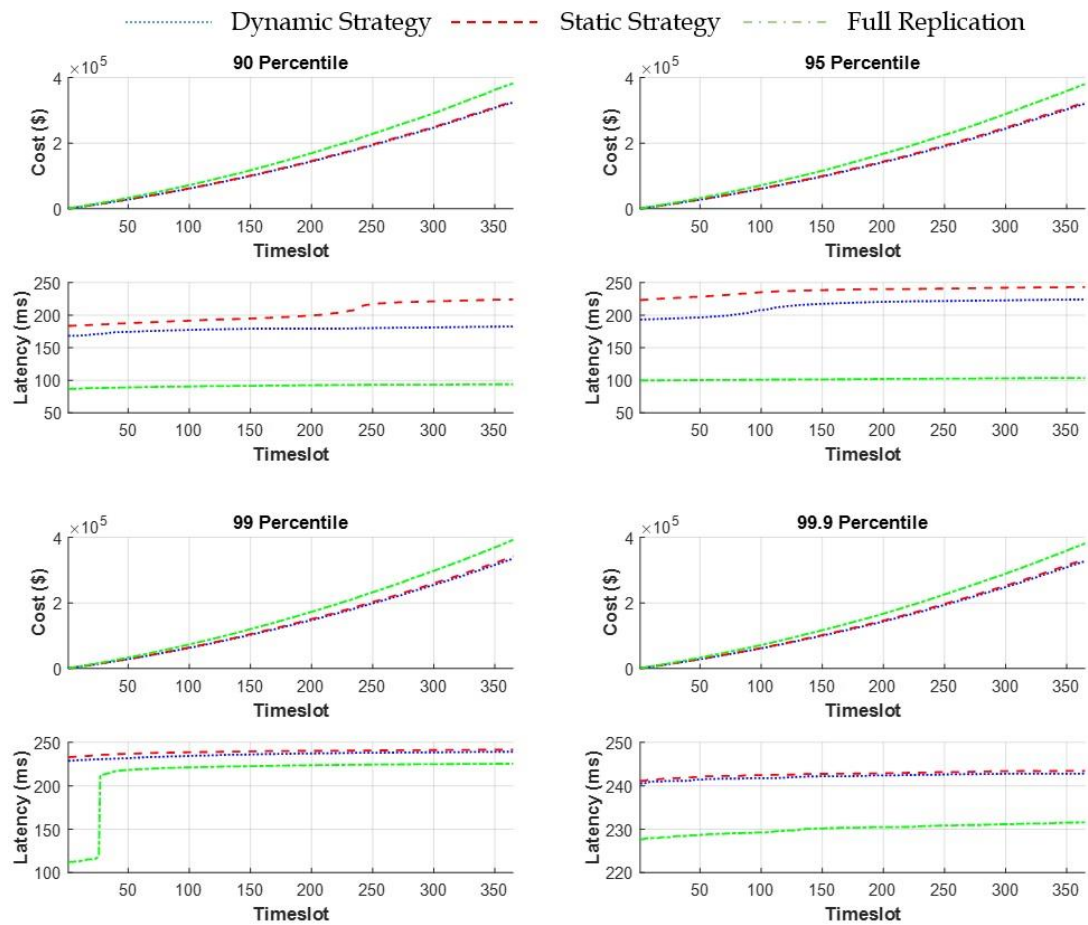 Dynamic Strategy Static Strategy Full Replication
90 Percentile
×10^5
4
2
0
Cost ($)
50 100 150 200 250 300 350
Timeslot
250
200
150
100
50
Latency (ms)
50 100 150 200 250 300 350
Timeslot
95 Percentile
×10^5
4
2
0
Cost ($)
50 100 150 200 250 300 350
Timeslot
250
200
150
100
50
Latency (ms)
50 100 150 200 250 300 350
Timeslot
99 Percentile
×10^5
4
2
0
Cost ($)
50 100 150 200 250 300 350
Timeslot
250
200
150
100
Latency (ms)
50 100 150 200 250 300 350
Timeslot
99.9 Percentile
×10^5
4
2
0
Cost ($)
50 100 150 200 250 300 350
Timeslot
250
240
230
220
Latency (ms)
50 100 150 200 250 300 350
Timeslot